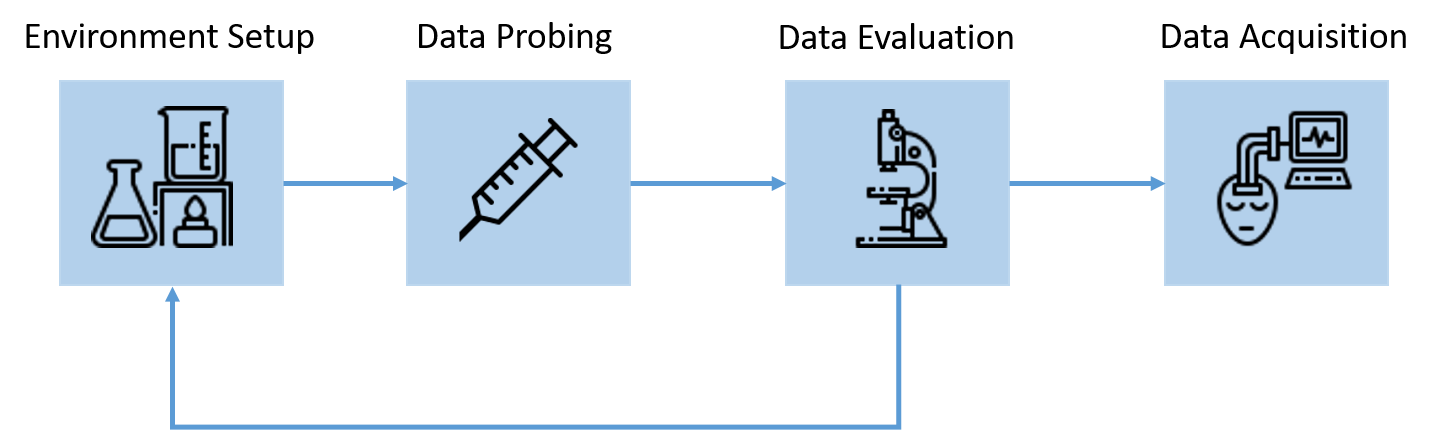 Environment Setup
Data Probing
Data Evaluation
Data Acquisition